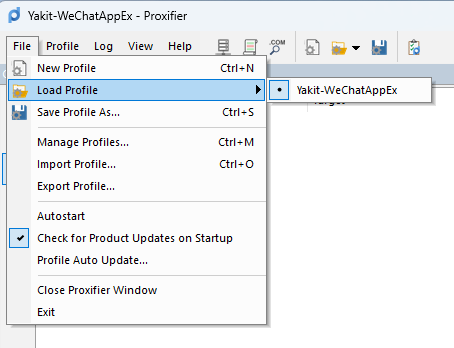 Yakit-WeChatAppEx - Proxifier
File Profile Log View Help .COM
New Profile Ctrl+N
Load Profile Yakit-WeChatAppEx
Save Profile As... Ctrl+S
Manage Profiles... Ctrl+M
Import Profile... Ctrl+O
Export Profile...
Autostart
Check for Product Updates on Startup
Profile Auto Update...
Close Proxifier Window
Exit